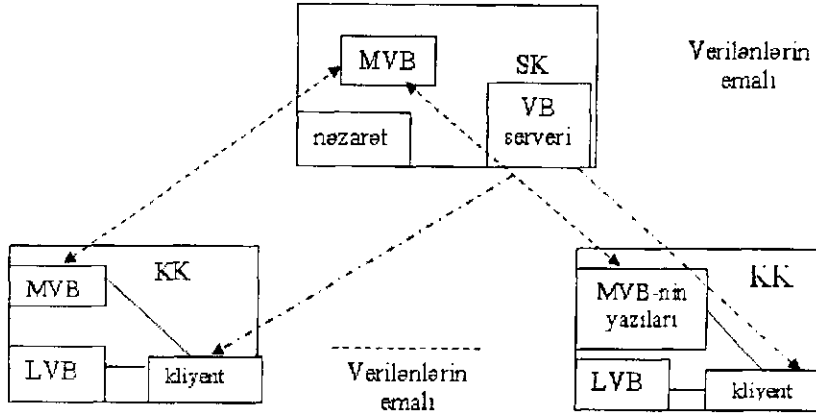 MVB
SK
Verilənlərin
emalı
VB
serveri
nəzarət
KK
MVB
LVB
kliyent
Verilənlərin
emalı
KK
MVB-nin
yazıları
LVB
kliyent